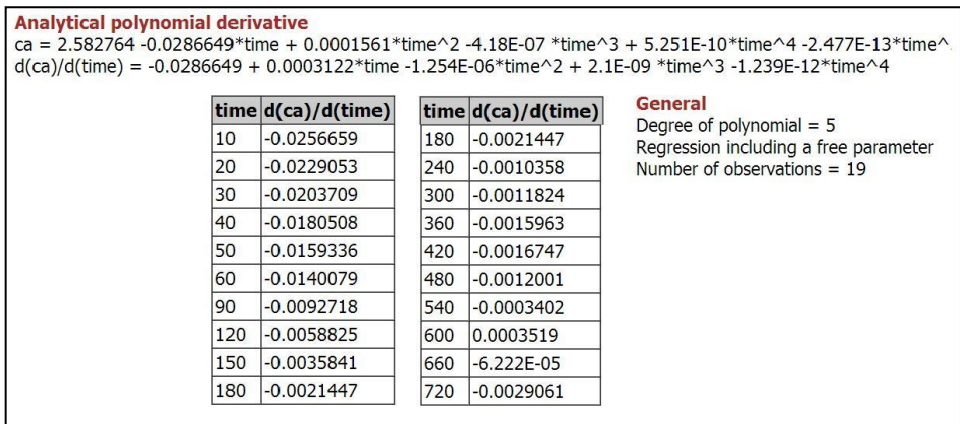 Analytical polynomial derivative
ca = 2.582764 -0.0286649*time + 0.0001561*time^2 -4.18E-07 *time^3 + 5.251E-10*time^4 -2.477E-13*time^
d(ca)/d(time) = -0.0286649 + 0.0003122*time -1.254E-06*time^2 + 2.1E-09 *time^3 -1.239E-12*time^4
time d(ca)/d(time)
10 -0.0256659
20 -0.0229053
30 -0.0203709
40 -0.0180508
50 -0.0159336
60 -0.0140079
90 -0.0092718
120 -0.0058825
150 -0.0035841
180 -0.0021447
time d(ca)/d(time)
180 -0.0021447
240 -0.0010358
300 -0.0011824
360 -0.0015963
420 -0.0016747
480 -0.0012001
540 -0.0003402
600 0.0003519
660 -6.222E-05
720 -0.0029061
General
Degree of polynomial = 5
Regression including a free parameter
Number of observations = 19